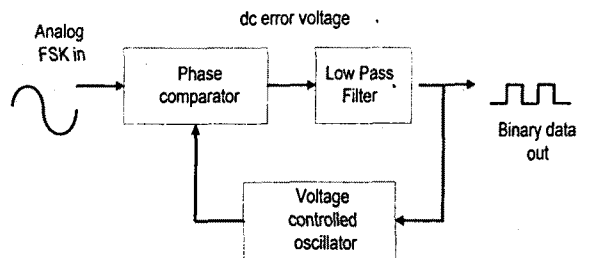 dc error voltage
Analog
FSK in
Phase
comparator
Low Pass
Filter
Binary data
out
Voltage
controlled
oscillator